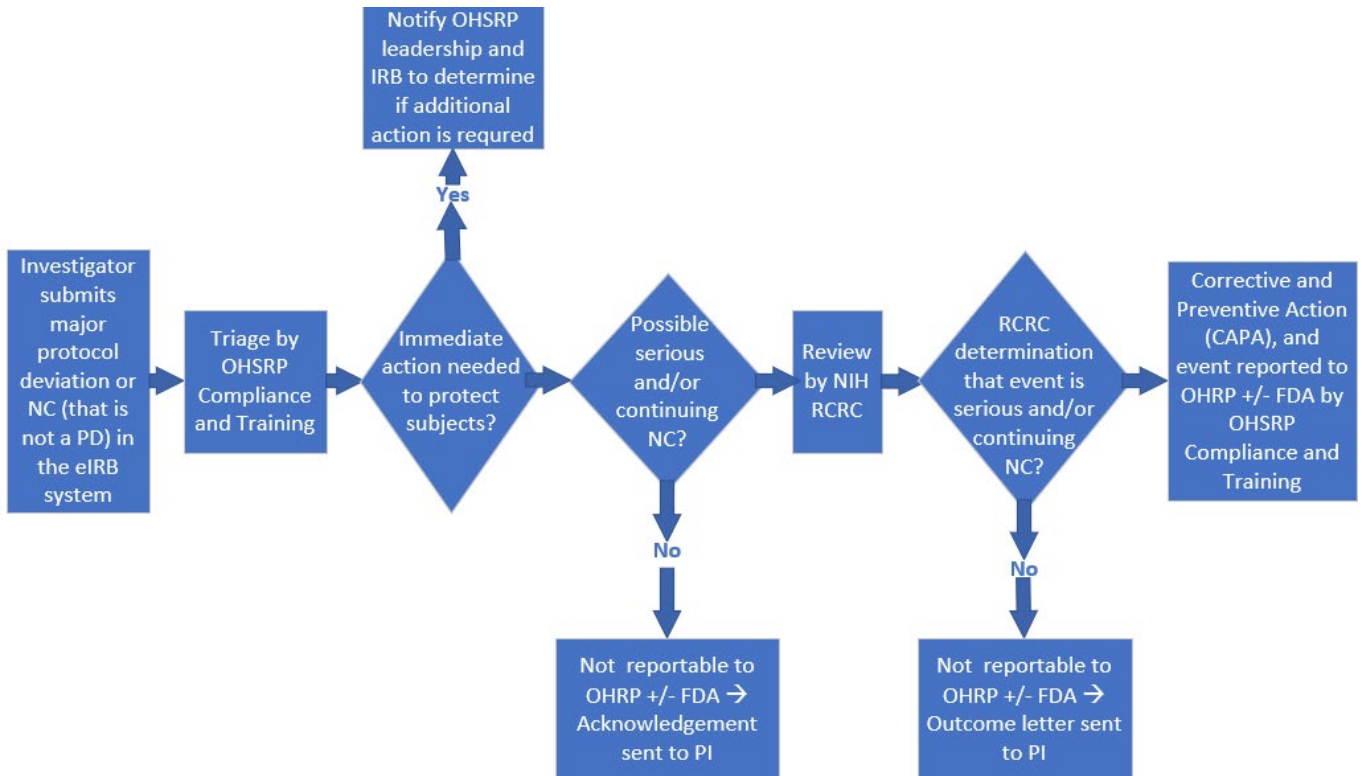 Notify OHSRP
leadership and
IRB to determine
if additional
action is requred
Yes
Investigator
submits
major
protocol
deviation or
NC (that is
not a PD) in
the eIRB
system
Triage by
OHSRP
Compliance
and Training
Immediate
action needed
to protect
subjects?
Possible
serious
and/or
continuing
NC?
Review
by NIH
RCRC
RCRC
determination
that event is
serious and/or
continuing
NC?
Corrective and
Preventive Action
(CAPA), and
event reported to
OHRP +/- FDA by
OHSRP
Compliance and
Training
No
No
Not reportable to
OHRP +/- FDA →
Acknowledgement
sent to PI
Not reportable to
OHRP +/- FDA →
Outcome letter sent
to PI